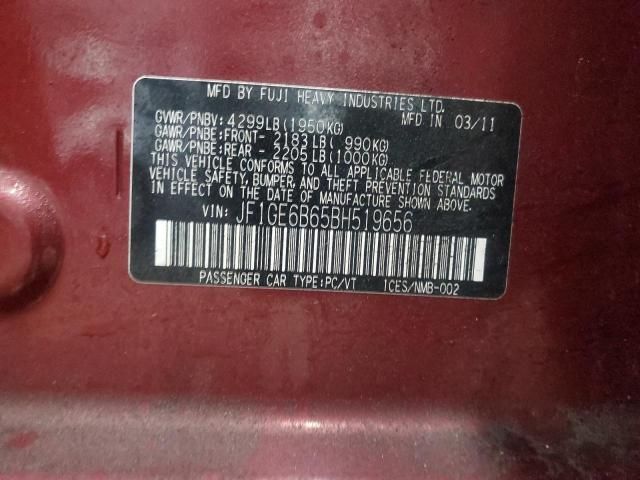 MFD BY FUJI HEAVY INDUSTRIES LTD.
GVWR/PNBV: 4299LB(1950KG) MFD IN 03/11
GAWR/PNBE:FRONT- 2183LB( 990KG)
GAWR/PNBE:REAR - 2205LB(1000KG)
THIS VEHICLE CONFORMS TO ALL APPLICABLE FEDERAL MOTOR
VEHICLE SAFETY, BUMPER, AND THEFT PREVENTION STANDARDS
IN EFFECT ON THE DATE OF MANUFACTURE SHOWN ABOVE.
VIN: JF1GE6B65BH519656
PASSENGER CAR TYPE:PC/VT ICES/NMB-002